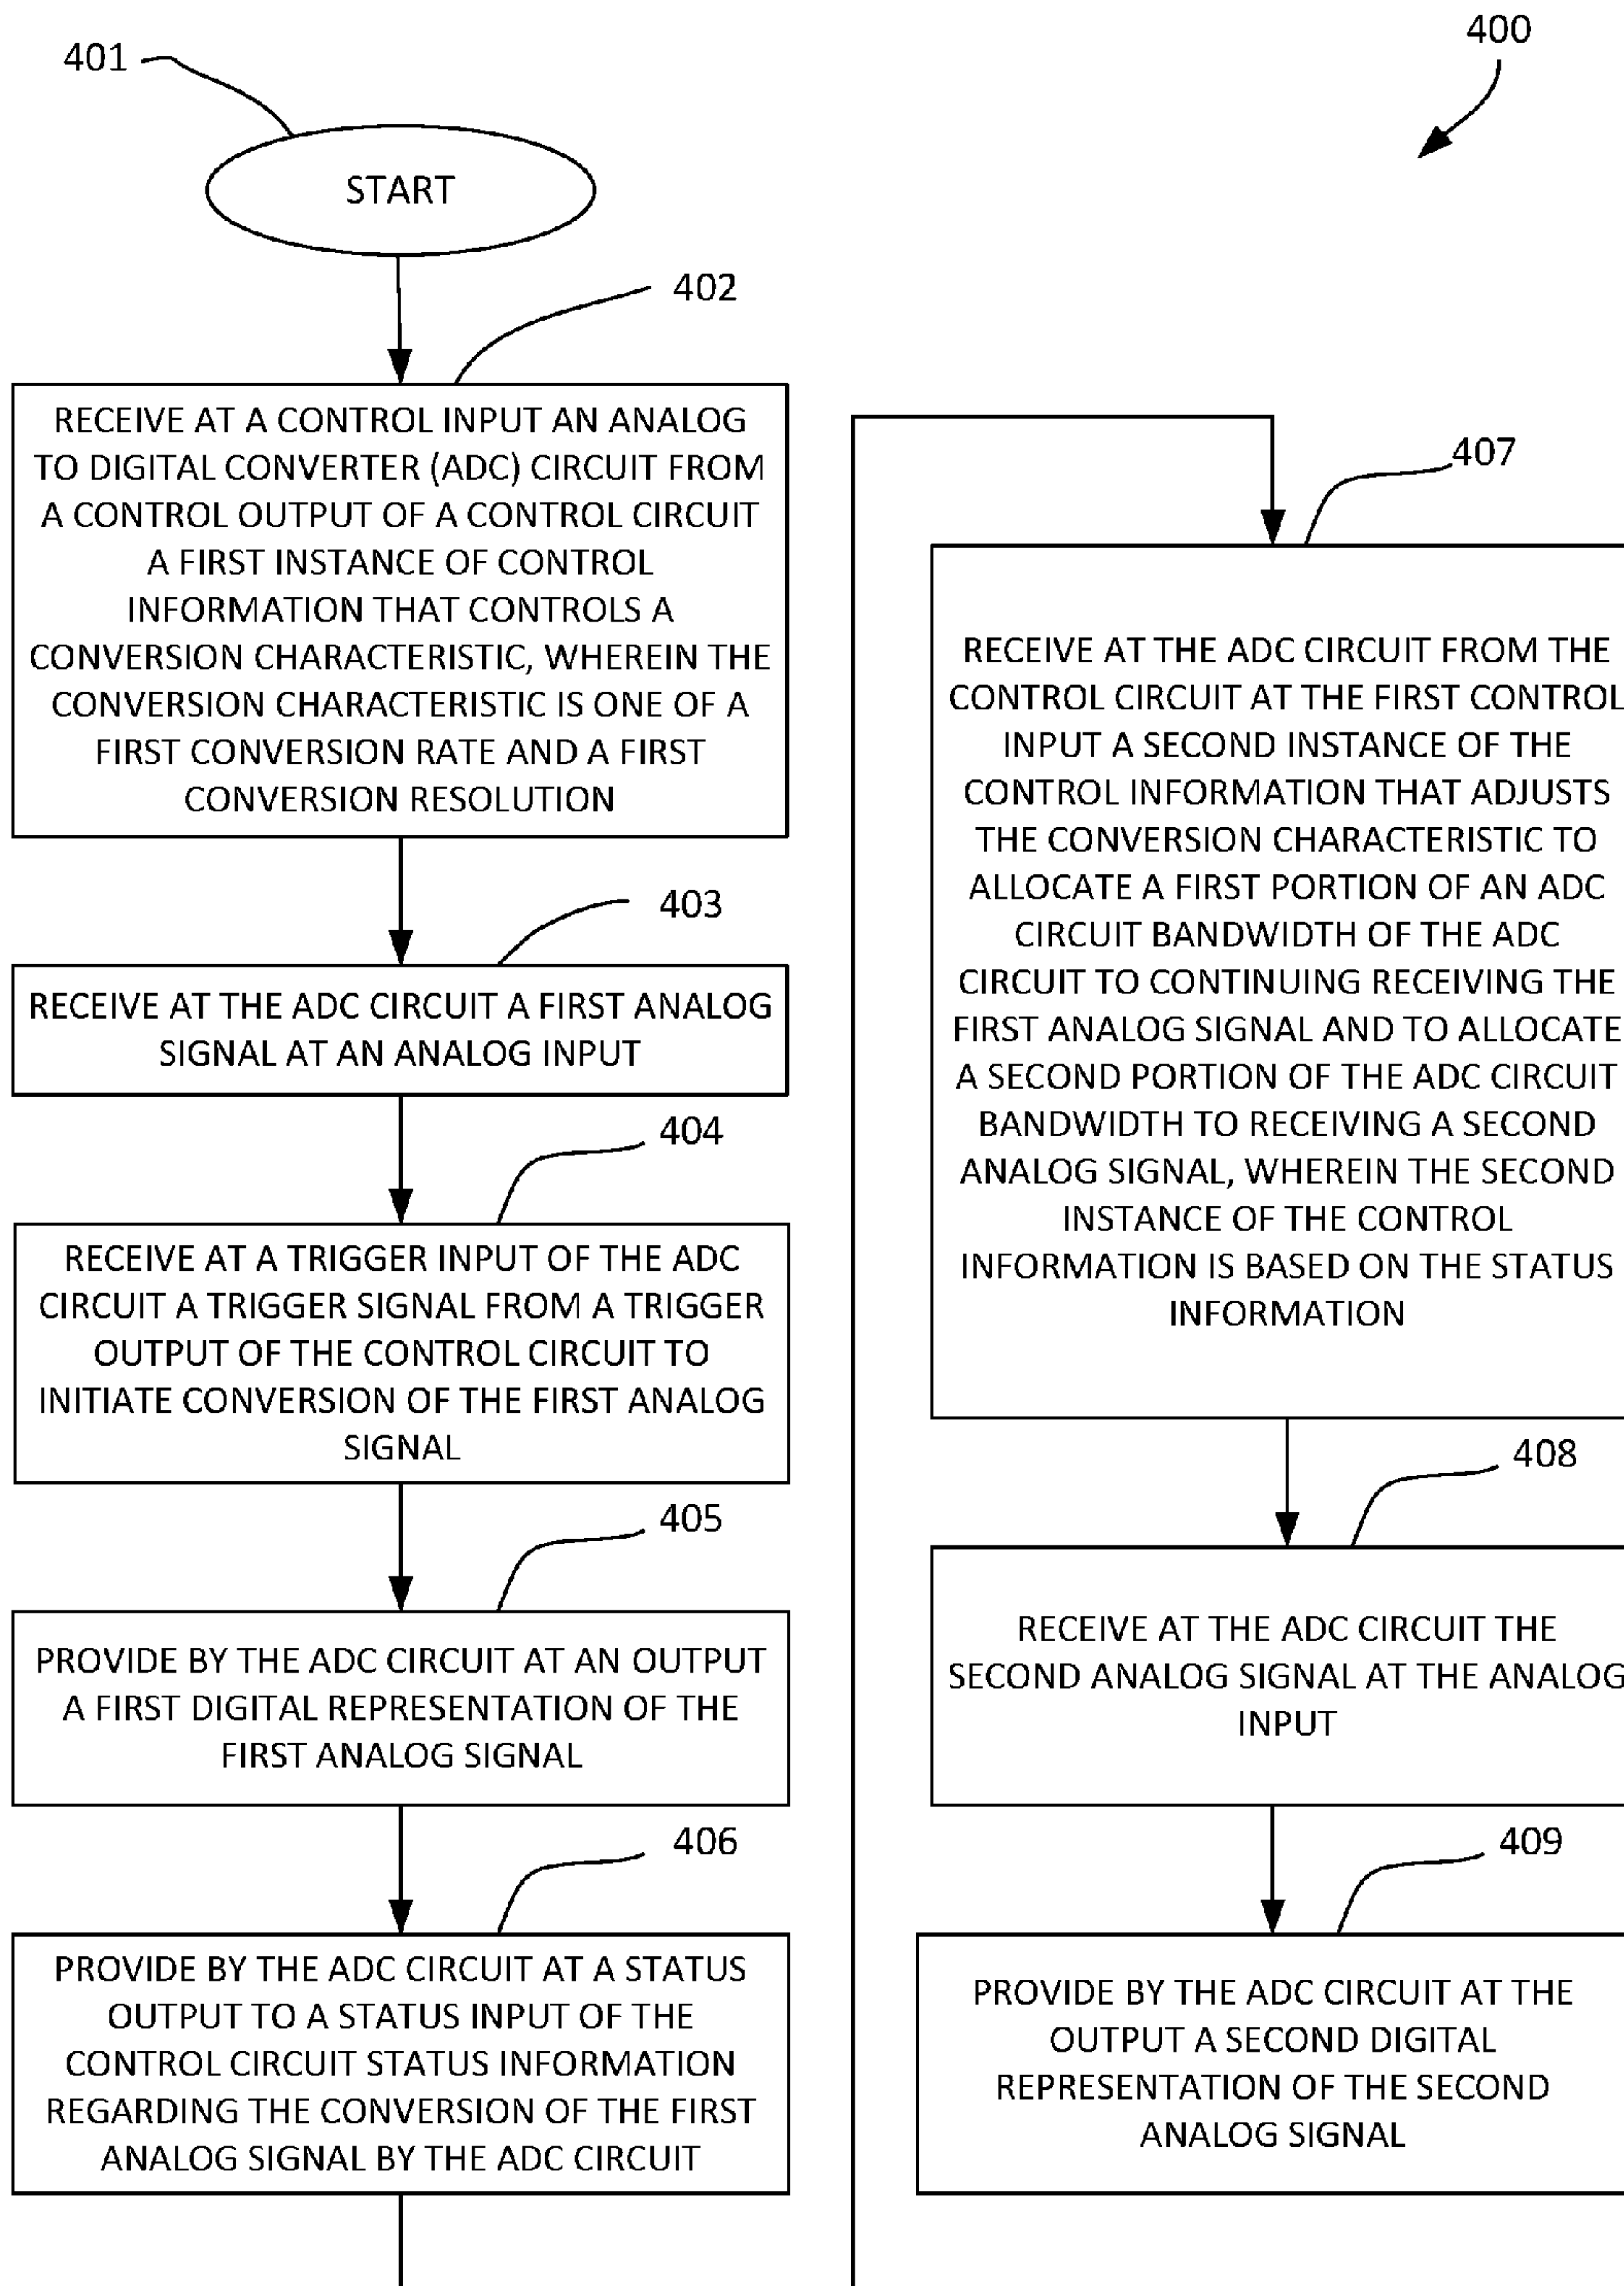 401
400
START
402
RECEIVE AT A CONTROL INPUT AN ANALOG
TO DIGITAL CONVERTER (ADC) CIRCUIT FROM
A CONTROL OUTPUT OF A CONTROL CIRCUIT
A FIRST INSTANCE OF CONTROL
INFORMATION THAT CONTROLS A
CONVERSION CHARACTERISTIC, WHEREIN THE
CONVERSION CHARACTERISTIC IS ONE OF A
FIRST CONVERSION RATE AND A FIRST
CONVERSION RESOLUTION
403
RECEIVE AT THE ADC CIRCUIT A FIRST ANALOG
SIGNAL AT AN ANALOG INPUT
404
RECEIVE AT A TRIGGER INPUT OF THE ADC
CIRCUIT A TRIGGER SIGNAL FROM A TRIGGER
OUTPUT OF THE CONTROL CIRCUIT TO
INITIATE CONVERSION OF THE FIRST ANALOG
SIGNAL
405
PROVIDE BY THE ADC CIRCUIT AT AN OUTPUT
A FIRST DIGITAL REPRESENTATION OF THE
FIRST ANALOG SIGNAL
406
PROVIDE BY THE ADC CIRCUIT AT A STATUS
OUTPUT TO A STATUS INPUT OF THE
CONTROL CIRCUIT STATUS INFORMATION
REGARDING THE CONVERSION OF THE FIRST
ANALOG SIGNAL BY THE ADC CIRCUIT
407
RECEIVE AT THE ADC CIRCUIT FROM THE
CONTROL CIRCUIT AT THE FIRST CONTROL
INPUT A SECOND INSTANCE OF THE
CONTROL INFORMATION THAT ADJUSTS
THE CONVERSION CHARACTERISTIC TO
ALLOCATE A FIRST PORTION OF AN ADC
CIRCUIT BANDWIDTH OF THE ADC
CIRCUIT TO CONTINUING RECEIVING THE
FIRST ANALOG SIGNAL AND TO ALLOCATE
A SECOND PORTION OF THE ADC CIRCUIT
BANDWIDTH TO RECEIVING A SECOND
ANALOG SIGNAL, WHEREIN THE SECOND
INSTANCE OF THE CONTROL
INFORMATION IS BASED ON THE STATUS
INFORMATION
408
RECEIVE AT THE ADC CIRCUIT THE
SECOND ANALOG SIGNAL AT THE ANALOG
INPUT
409
PROVIDE BY THE ADC CIRCUIT AT THE
OUTPUT A SECOND DIGITAL
REPRESENTATION OF THE SECOND
ANALOG SIGNAL